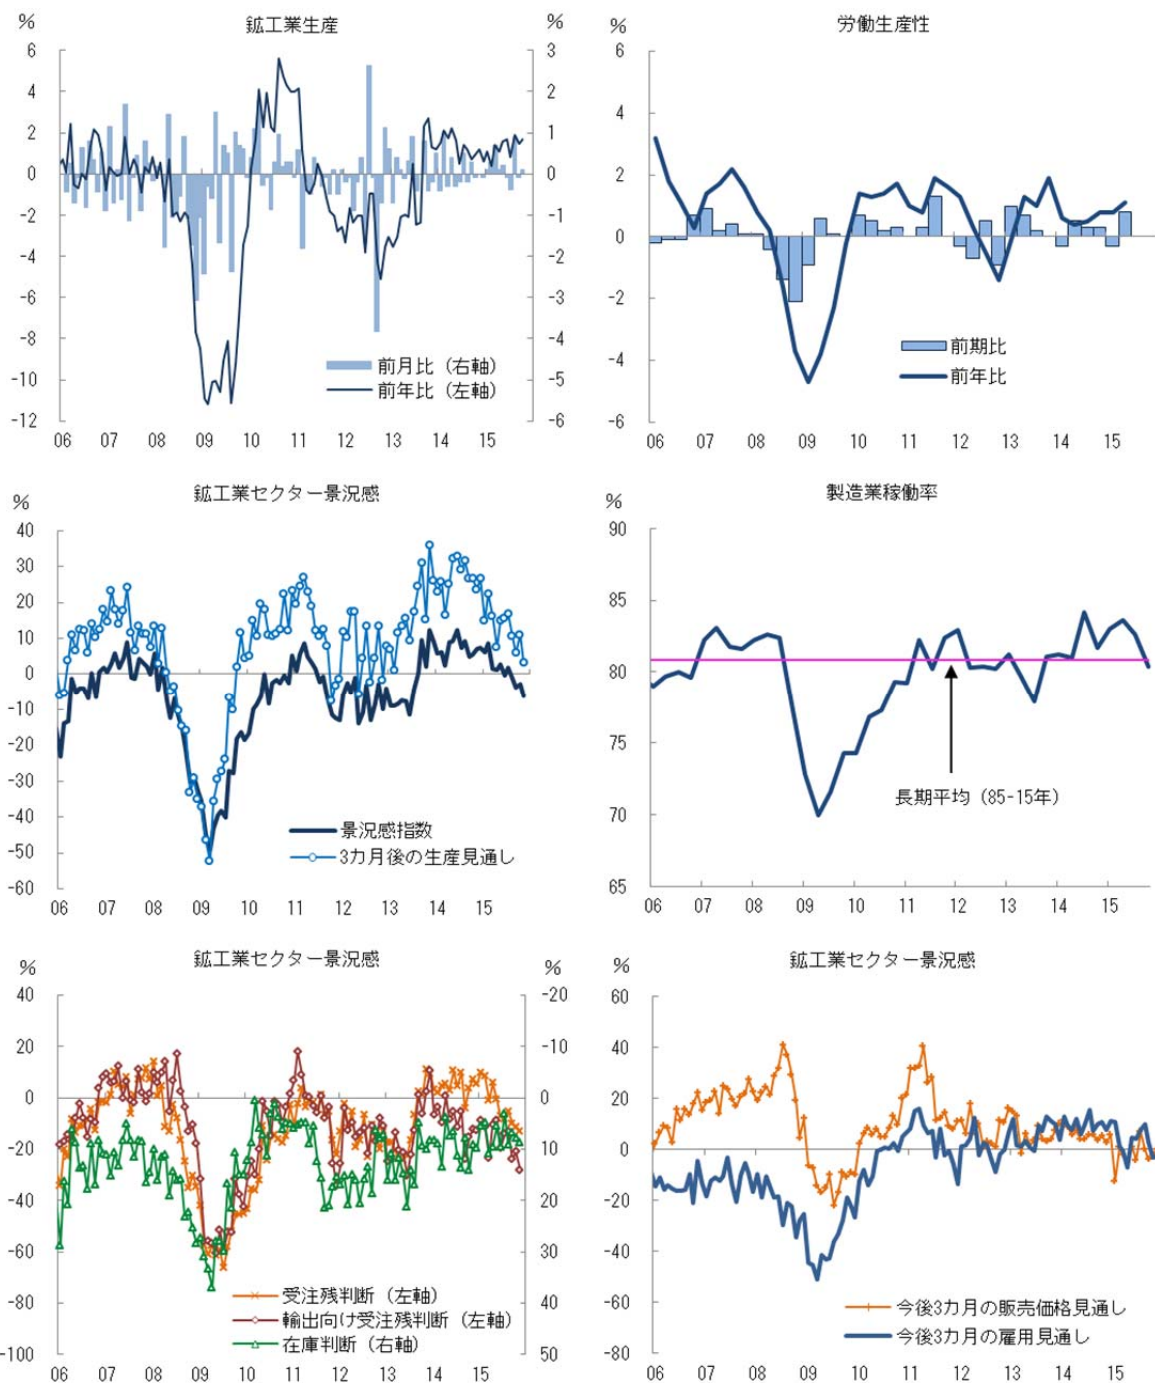 鉱工業生産
% %
6 3
4 2
2 1
0 0
-2 -1
-4 -2
-6 -3
-8 -4
-10 -5
-12 -6
前月比（右軸）
前年比（左軸）
06 07 08 09 10 11 12 13 14 15
労働生産性
%
6
4
2
0
-2
-4
-6
前期比
前年比
06 07 08 09 10 11 12 13 14 15
鉱工業セクター景況感
%
40
30
20
10
0
-10
-20
-30
-40
-50
-60
景況感指数
3カ月後の生産見通し
06 07 08 09 10 11 12 13 14 15
製造業稼働率
%
90
85
80
75
70
65
長期平均（85-15年）
06 07 08 09 10 11 12 13 14 15
鉱工業セクター景況感
% %
40 -20
20 -10
0 0
-20 10
-40 20
-60 30
-80 40
-100 50
受注残判断（左軸）
輸出向け受注残判断（左軸）
在庫判断（右軸）
06 07 08 09 10 11 12 13 14 15
鉱工業セクター景況感
%
60
40
20
0
-20
-40
-60
-80
今後3カ月の販売価格見通し
今後3カ月の雇用見通し
06 07 08 09 10 11 12 13 14 15